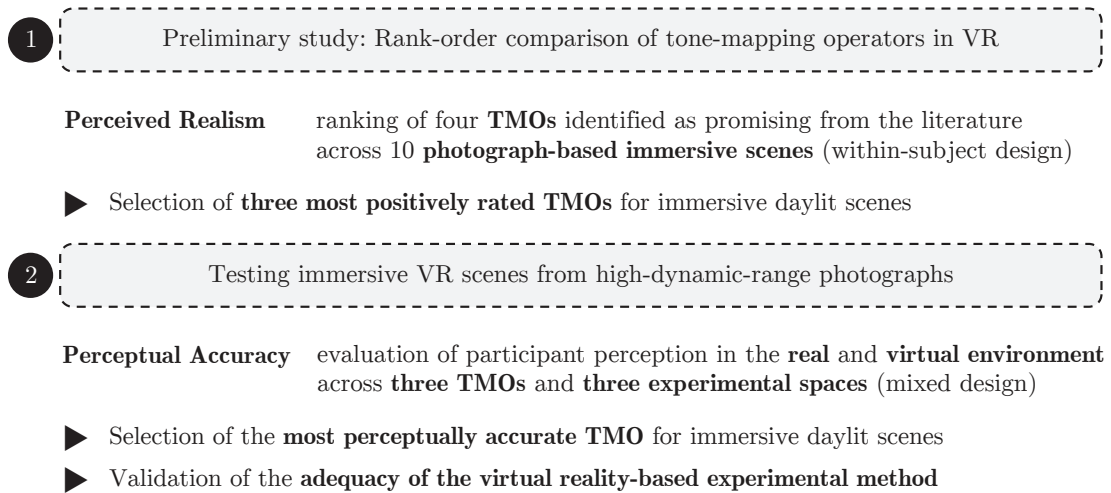 1
Preliminary study: Rank-order comparison of tone-mapping operators in VR
Perceived Realism ranking of four TMOs identified as promising from the literature
across 10 photograph-based immersive scenes (within-subject design)
▶ Selection of three most positively rated TMOs for immersive daylit scenes
2
Testing immersive VR scenes from high-dynamic-range photographs
Perceptual Accuracy evaluation of participant perception in the real and virtual environment
across three TMOs and three experimental spaces (mixed design)
▶ Selection of the most perceptually accurate TMO for immersive daylit scenes
▶ Validation of the adequacy of the virtual reality-based experimental method